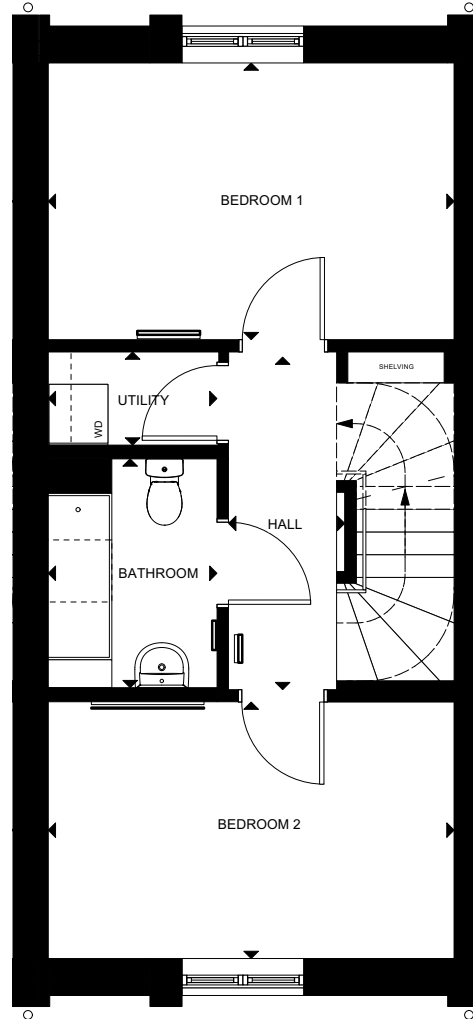 BEDROOM 1
SHELVING
UTILITY
WD
HALL
BATHROOM
BEDROOM 2